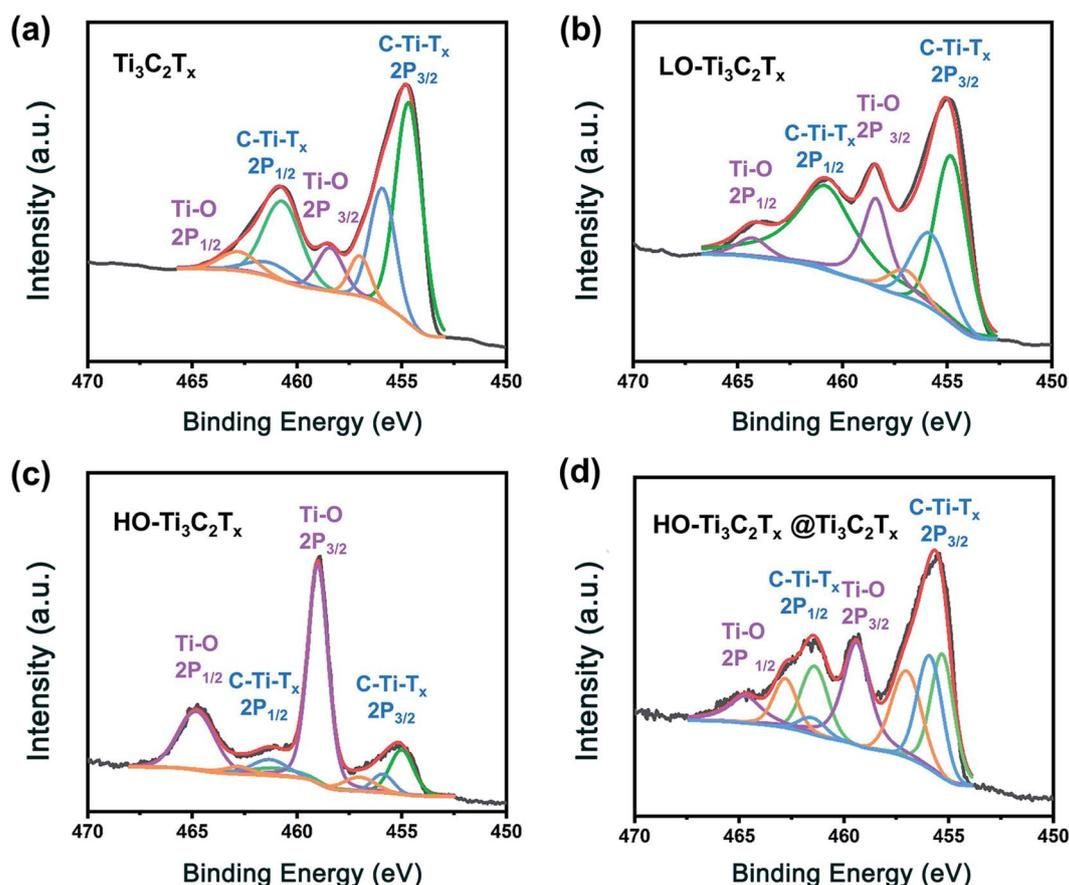 (a)
Ti3C2Tx
C-Ti-Tx
2P3/2
C-Ti-Tx
2P1/2
Ti-O
2P 3/2
Ti-O
2P1/2
Intensity (a.u.)
470 465 460 455 450
Binding Energy (eV)
(b)
LO-Ti3C2Tx
C-Ti-Tx
2P3/2
Ti-O
2P 3/2
C-Ti-Tx
2P1/2
Ti-O
2P1/2
Intensity (a.u.)
470 465 460 455 450
Binding Energy (eV)
(c)
HO-Ti3C2Tx
Ti-O
2P3/2
Ti-O
2P1/2
C-Ti-Tx
2P1/2
C-Ti-Tx
2P3/2
Intensity (a.u.)
470 465 460 455 450
Binding Energy (eV)
(d)
HO-Ti3C2Tx @Ti3C2Tx
C-Ti-Tx
2P3/2
C-Ti-Tx
2P1/2
Ti-O
2P3/2
Ti-O
2P 1/2
Intensity (a.u.)
470 465 460 455 450
Binding Energy (eV)